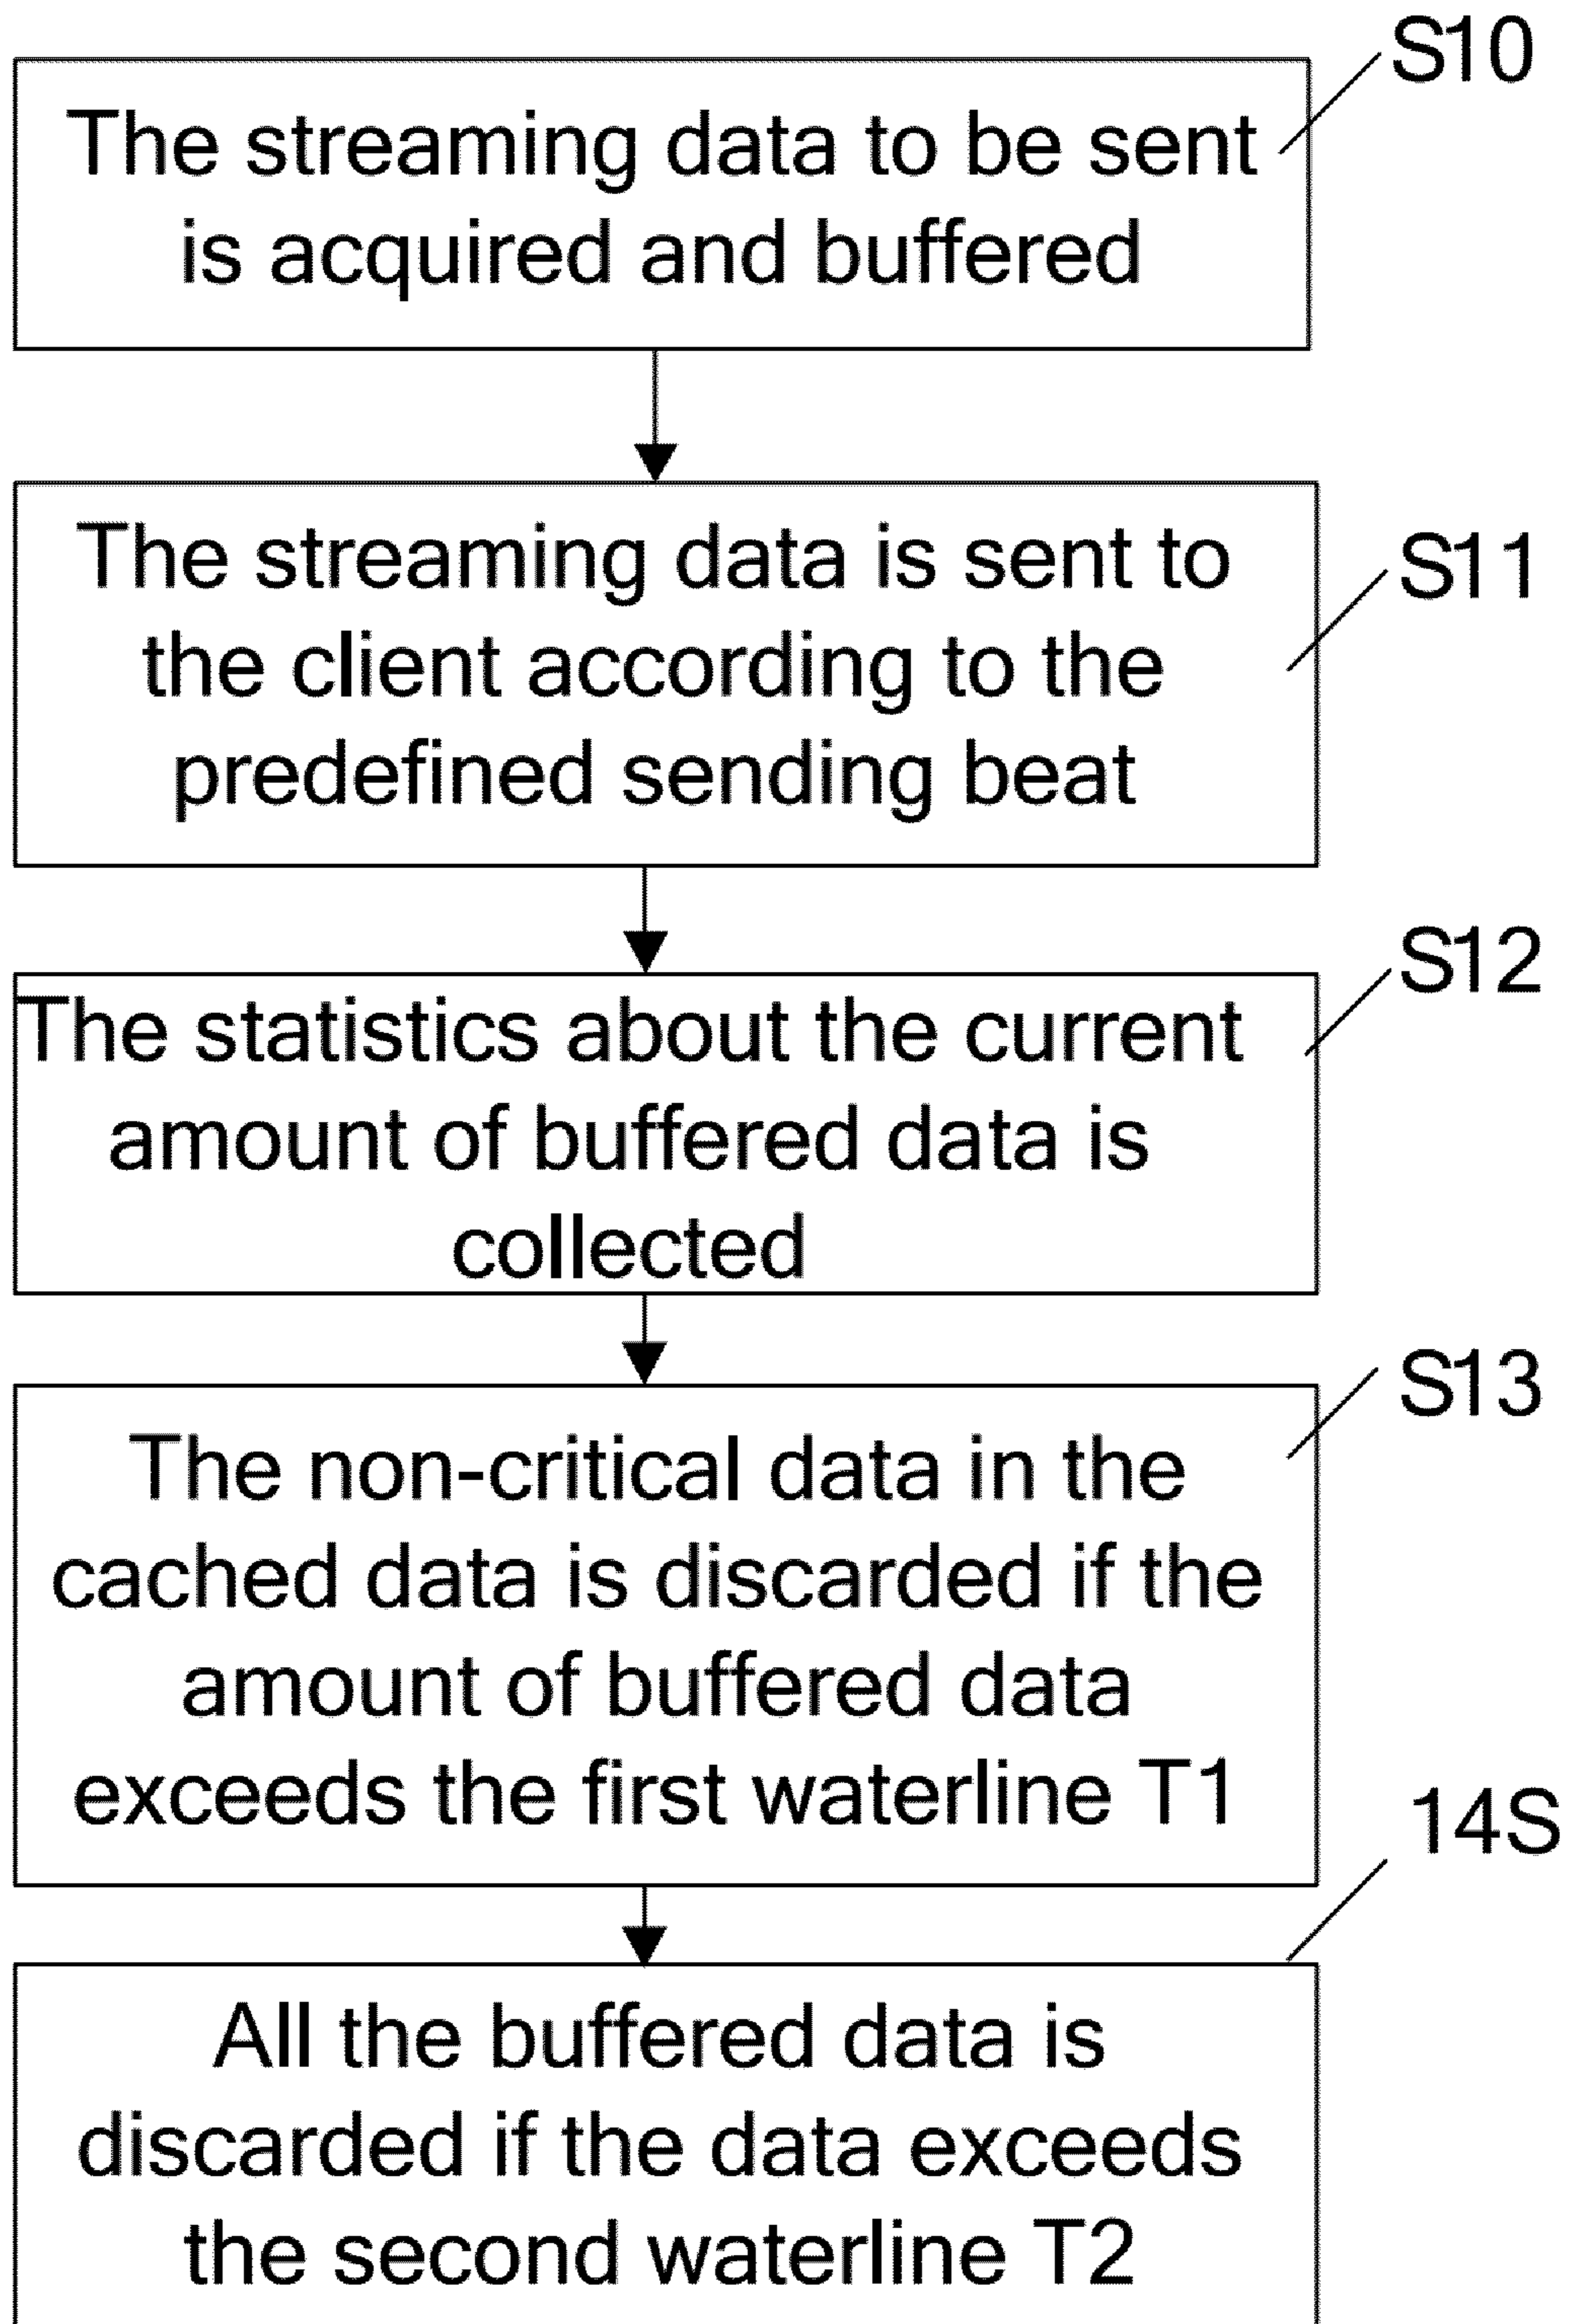 S10
The streaming data to be sent
is acquired and buffered
S11
The streaming data is sent to
the client according to the
predefined sending beat
S12
The statistics about the current
amount of buffered data is
collected
S13
The non-critical data in the
cached data is discarded if the
amount of buffered data
exceeds the first waterline T1
14S
All the buffered data is
discarded if the data exceeds
the second waterline T2